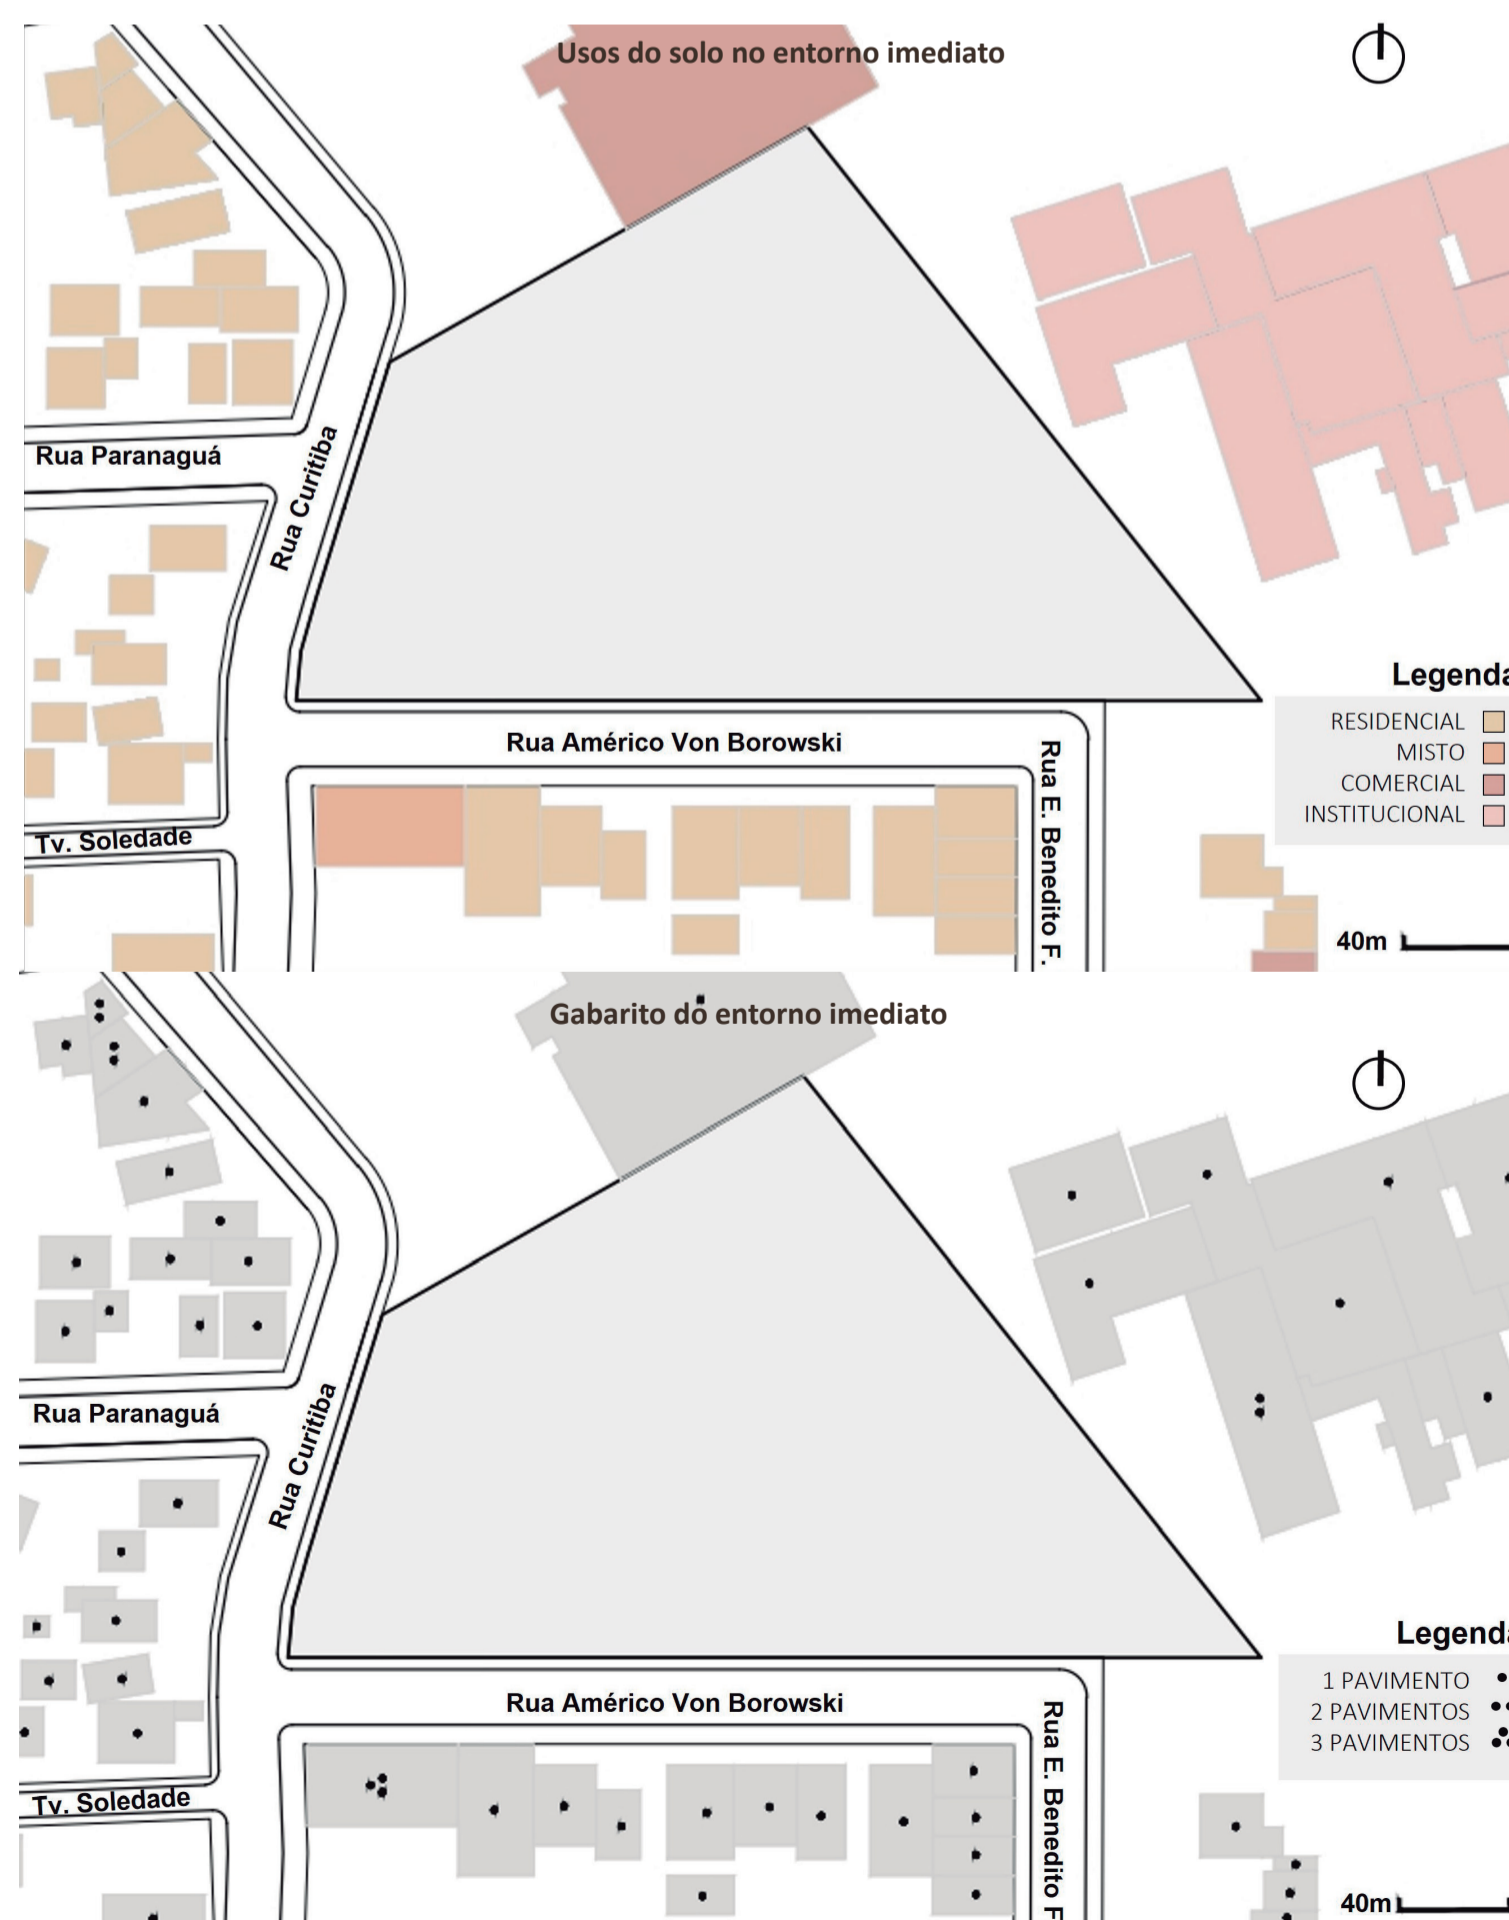 Usos do solo no entorno imediato
Rua Paranaguá
Rua Curitiba
Rua Américo Von Borowski
Rua E. Benedito F.
Tv. Soledade
Legenda
RESIDENCIAL
MISTO
COMERCIAL
INSTITUCIONAL
40m
Gabarito do entorno imediato
Rua Paranaguá
Rua Curitiba
Rua Américo Von Borowski
Rua E. Benedito F
Tv. Soledade
Legenda
1 PAVIMENTO
2 PAVIMENTOS
3 PAVIMENTOS
40m